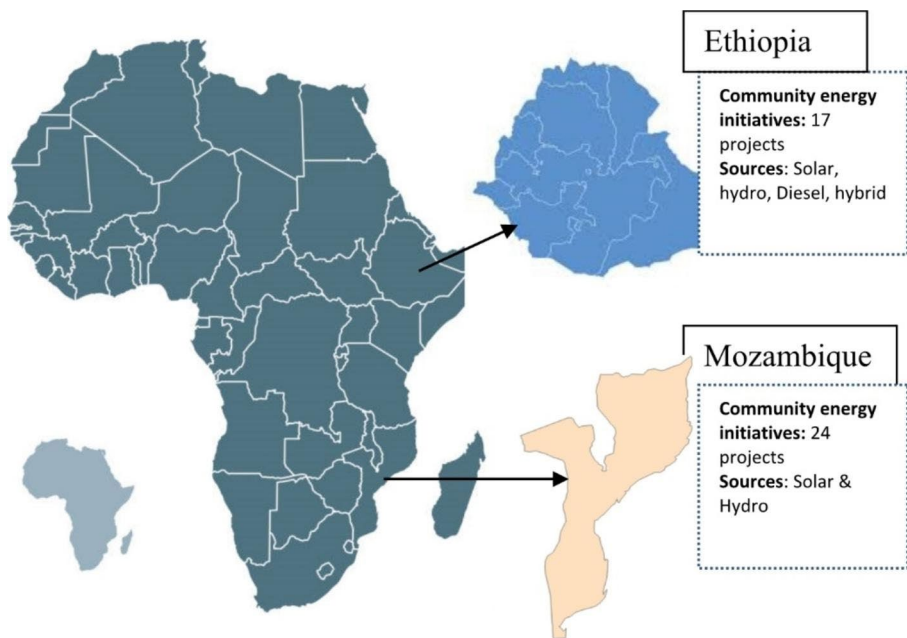 Ethiopia
Community energy
initiatives: 17
projects
Sources: Solar,
hydro, Diesel, hybrid
Mozambique
Community energy
initiatives: 24
projects
Sources: Solar &
Hydro